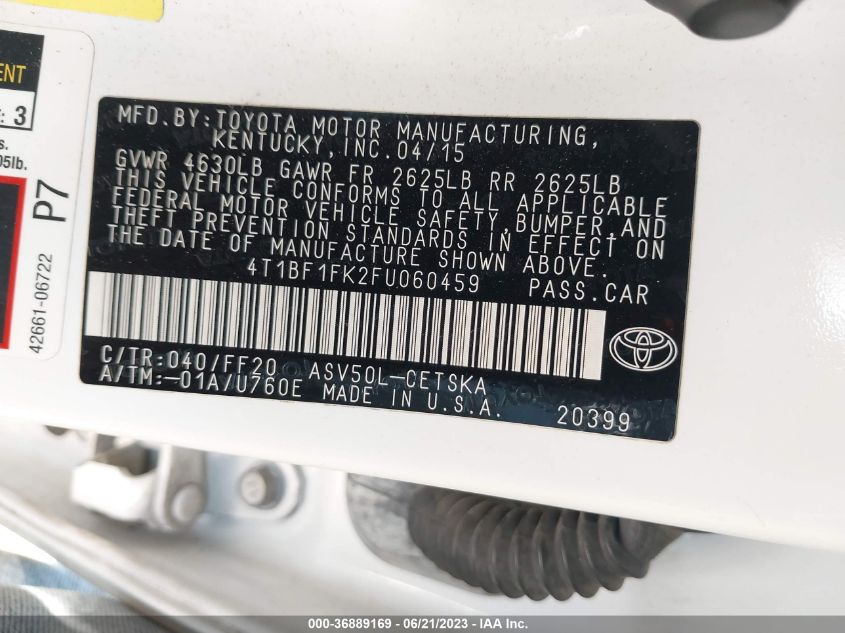 ENT
: 3
s.
05lb.
P7
42661-06722
MFD. BY: TOYOTA MOTOR MANUFACTURING,
KENTUCKY, INC. 04/15
GVWR 4630LB GAWR FR 2625LB RR 2625LB
THIS VEHICLE CONFORMS TO ALL APPLICABLE
FEDERAL MOTOR VEHICLE SAFETY, BUMPER, AND
THEFT PREVENTION STANDARDS IN EFFECT ON
THE DATE OF MANUFACTURE SHOWN ABOVE.
4T1BF1FK2FU060459 PASS. CAR
C/TR: 040/FF20 ASV50L-CETSKA
A/TM: -01A/U760E MADE IN U.S.A. 20399
000-36889169 - 06/21/2023 - IAA Inc.